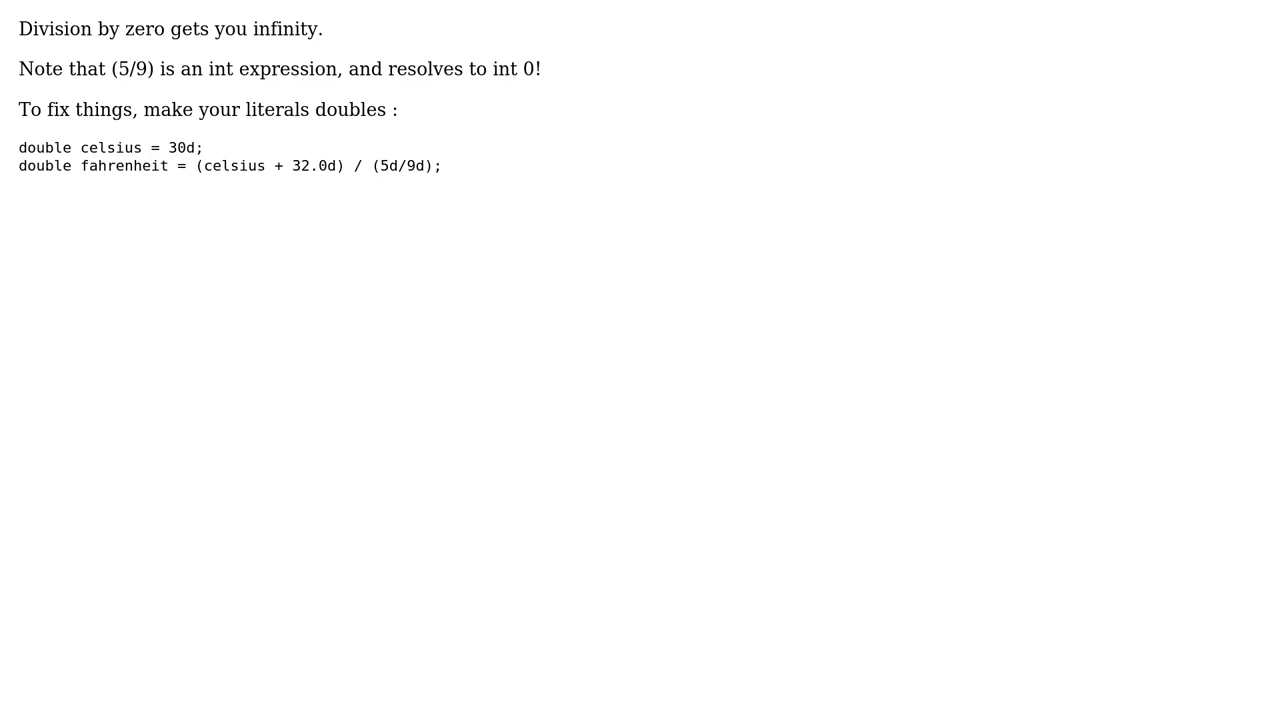 Division by zero gets you infinity.
Note that (5/9) is an int expression, and resolves to int 0!
To fix things, make your literals doubles :
double celsius = 30d;
double fahrenheit = (celsius + 32.0d) / (5d/9d);